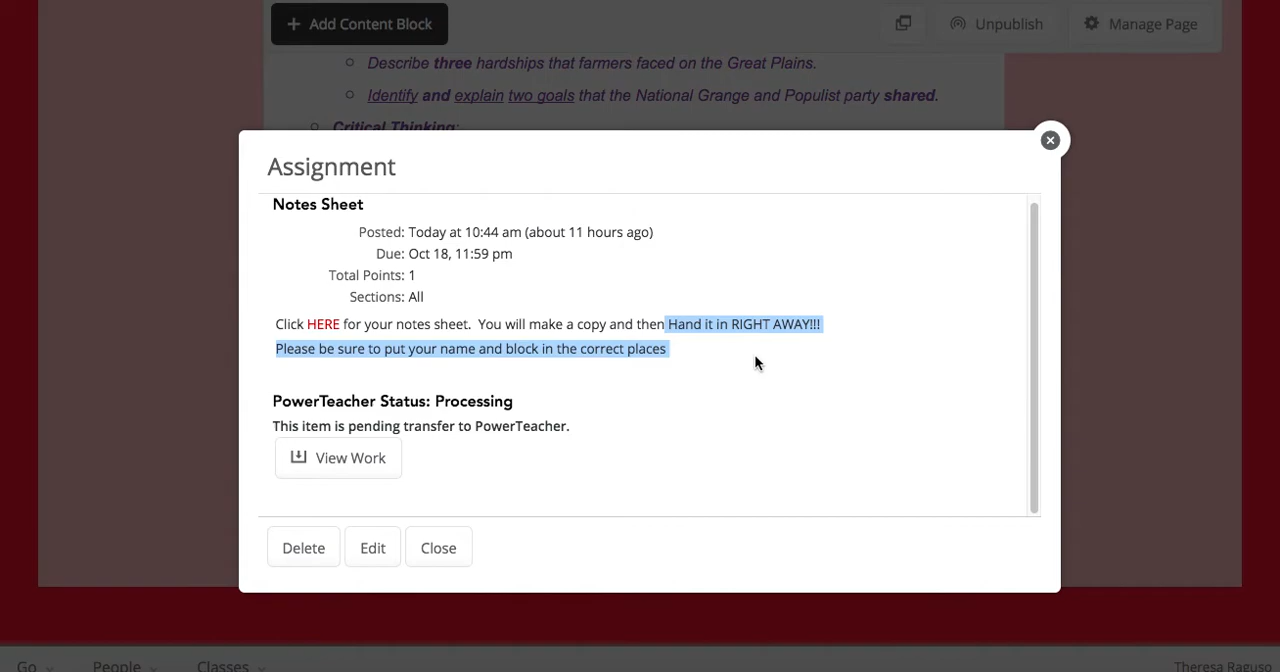 + Add Content Block
Unpublish
Manage Page
Describe three hardships that farmers faced on the Great Plains.
Identify and explain two goals that the National Grange and Populist party shared.
Critical Thinking:
Assignment
Notes Sheet
Posted: Today at 10:44 am (about 11 hours ago)
Due: Oct 18, 11:59 pm
Total Points: 1
Sections: All
Click HERE for your notes sheet. You will make a copy and then Hand it in RIGHT AWAY!!!
Please be sure to put your name and block in the correct places
PowerTeacher Status: Processing
This item is pending transfer to PowerTeacher.
View Work
Delete
Edit
Close
Go
People
Classes
Theresa Raguso